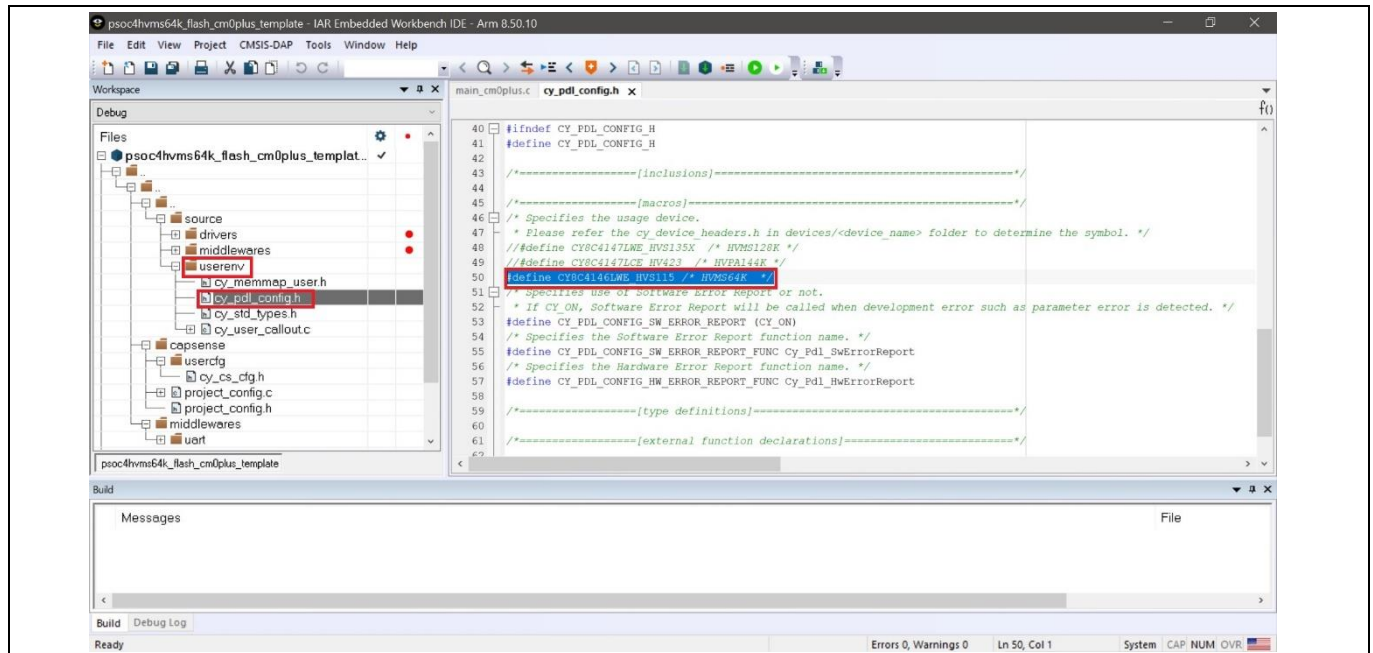 psoc4hvms64k_flash_cm0plus_template - IAR Embedded Workbench IDE - Arm 8.50.10
File Edit View Project CMSIS-DAP Tools Window Help
Workspace
main_cm0plus.c cy_pdl_config.h x
Debug
f()
Files
psoc4hvms64k_flash_cm0plus_templat...
..
..
..
source
drivers
middlewares
userenv
cy_memmap_user.h
cy_pdl_config.h
cy_std_types.h
cy_user_callout.c
capsense
usercfg
cy_cs_cfg.h
project_config.c
project_config.h
middlewares
uart
psoc4hvms64k_flash_cm0plus_template
40 #ifndef CY_PDL_CONFIG_H
41 #define CY_PDL_CONFIG_H
42
43 /*==================[inclusions]============================================*/
44
45 /*==================[macros]================================================*/
46 /* Specifies the usage device.
47 * Please refer the cy_device_headers.h in devices/<device_name> folder to determine the symbol. */
48 //#define CY8C4147LWE_HVS135X /* HVMS128K */
49 //#define CY8C4147LCE_HV423 /* HVPA144K */
50 #define CY8C4146LWE_HVS115 /* HVMS64K */
51 /* Specifies use of Software Error Report or not.
52 * If CY_ON, Software Error Report will be called when development error such as parameter error is detected. */
53 #define CY_PDL_CONFIG_SW_ERROR_REPORT (CY_ON)
54 /* Specifies the Software Error Report function name. */
55 #define CY_PDL_CONFIG_SW_ERROR_REPORT_FUNC Cy_Pdl_SwErrorReport
56 /* Specifies the Hardware Error Report function name. */
57 #define CY_PDL_CONFIG_HW_ERROR_REPORT_FUNC Cy_Pdl_HwErrorReport
58
59 /*==================[type definitions]======================================*/
60
61 /*==================[external function declarations]========================*/
62
Build
Messages File
Build Debug Log
Ready Errors 0, Warnings 0 Ln 50, Col 1 System CAP NUM OVR